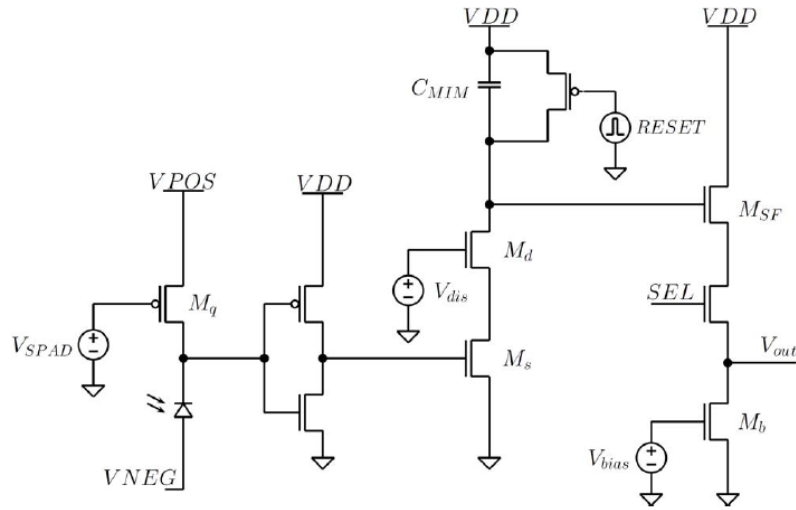 VDD
VDD
C_MIM
RESET
VPOS
VDD
M_SF
M_d
M_q
V_dis
SEL
V_SPAD
M_s
V_out
M_b
V_bias
VNEG